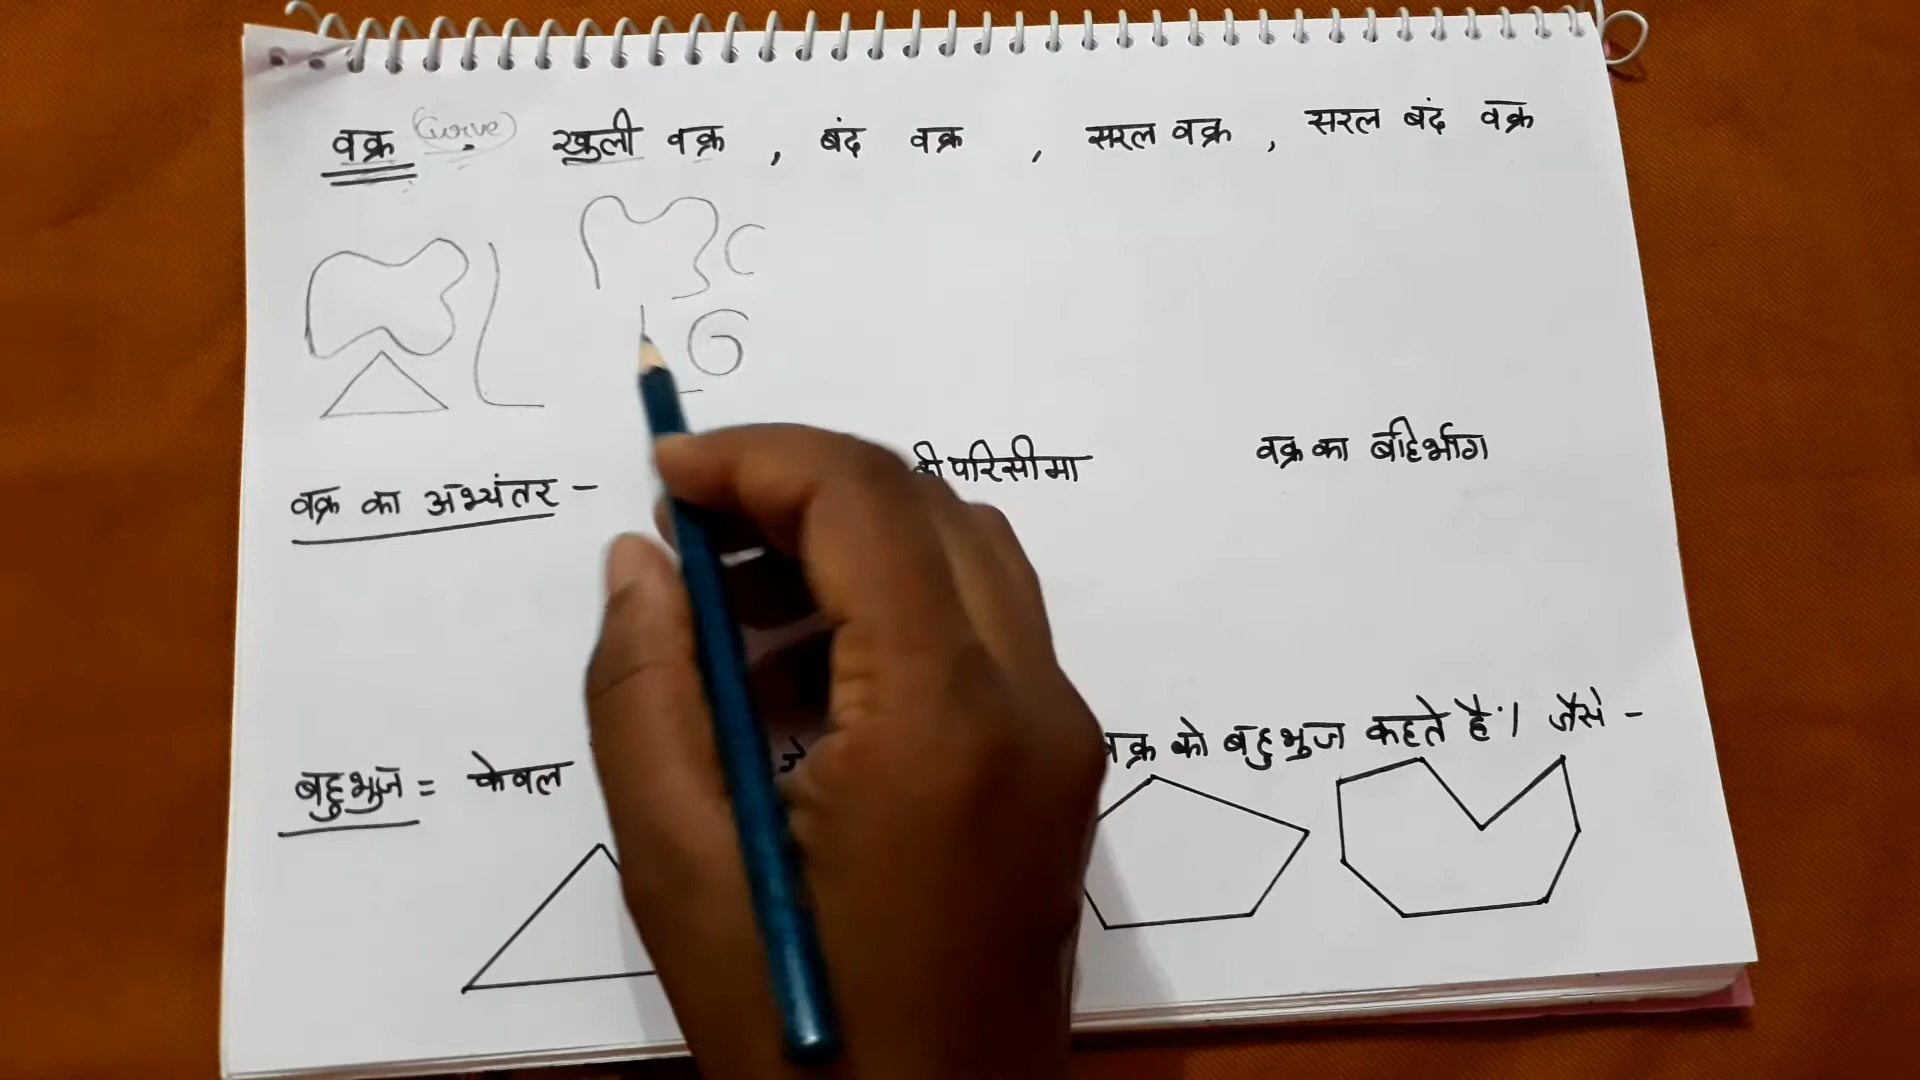 वक्र (Curve) खुली वक्र , बंद वक्र , सरल वक्र , सरल बंद वक्र
वक्र का अभ्यंतर – की परिसीमा वक्र का बहिर्भाग
बहुभुज = केवल वक्र को बहुभुज कहते हैं। जैसे –